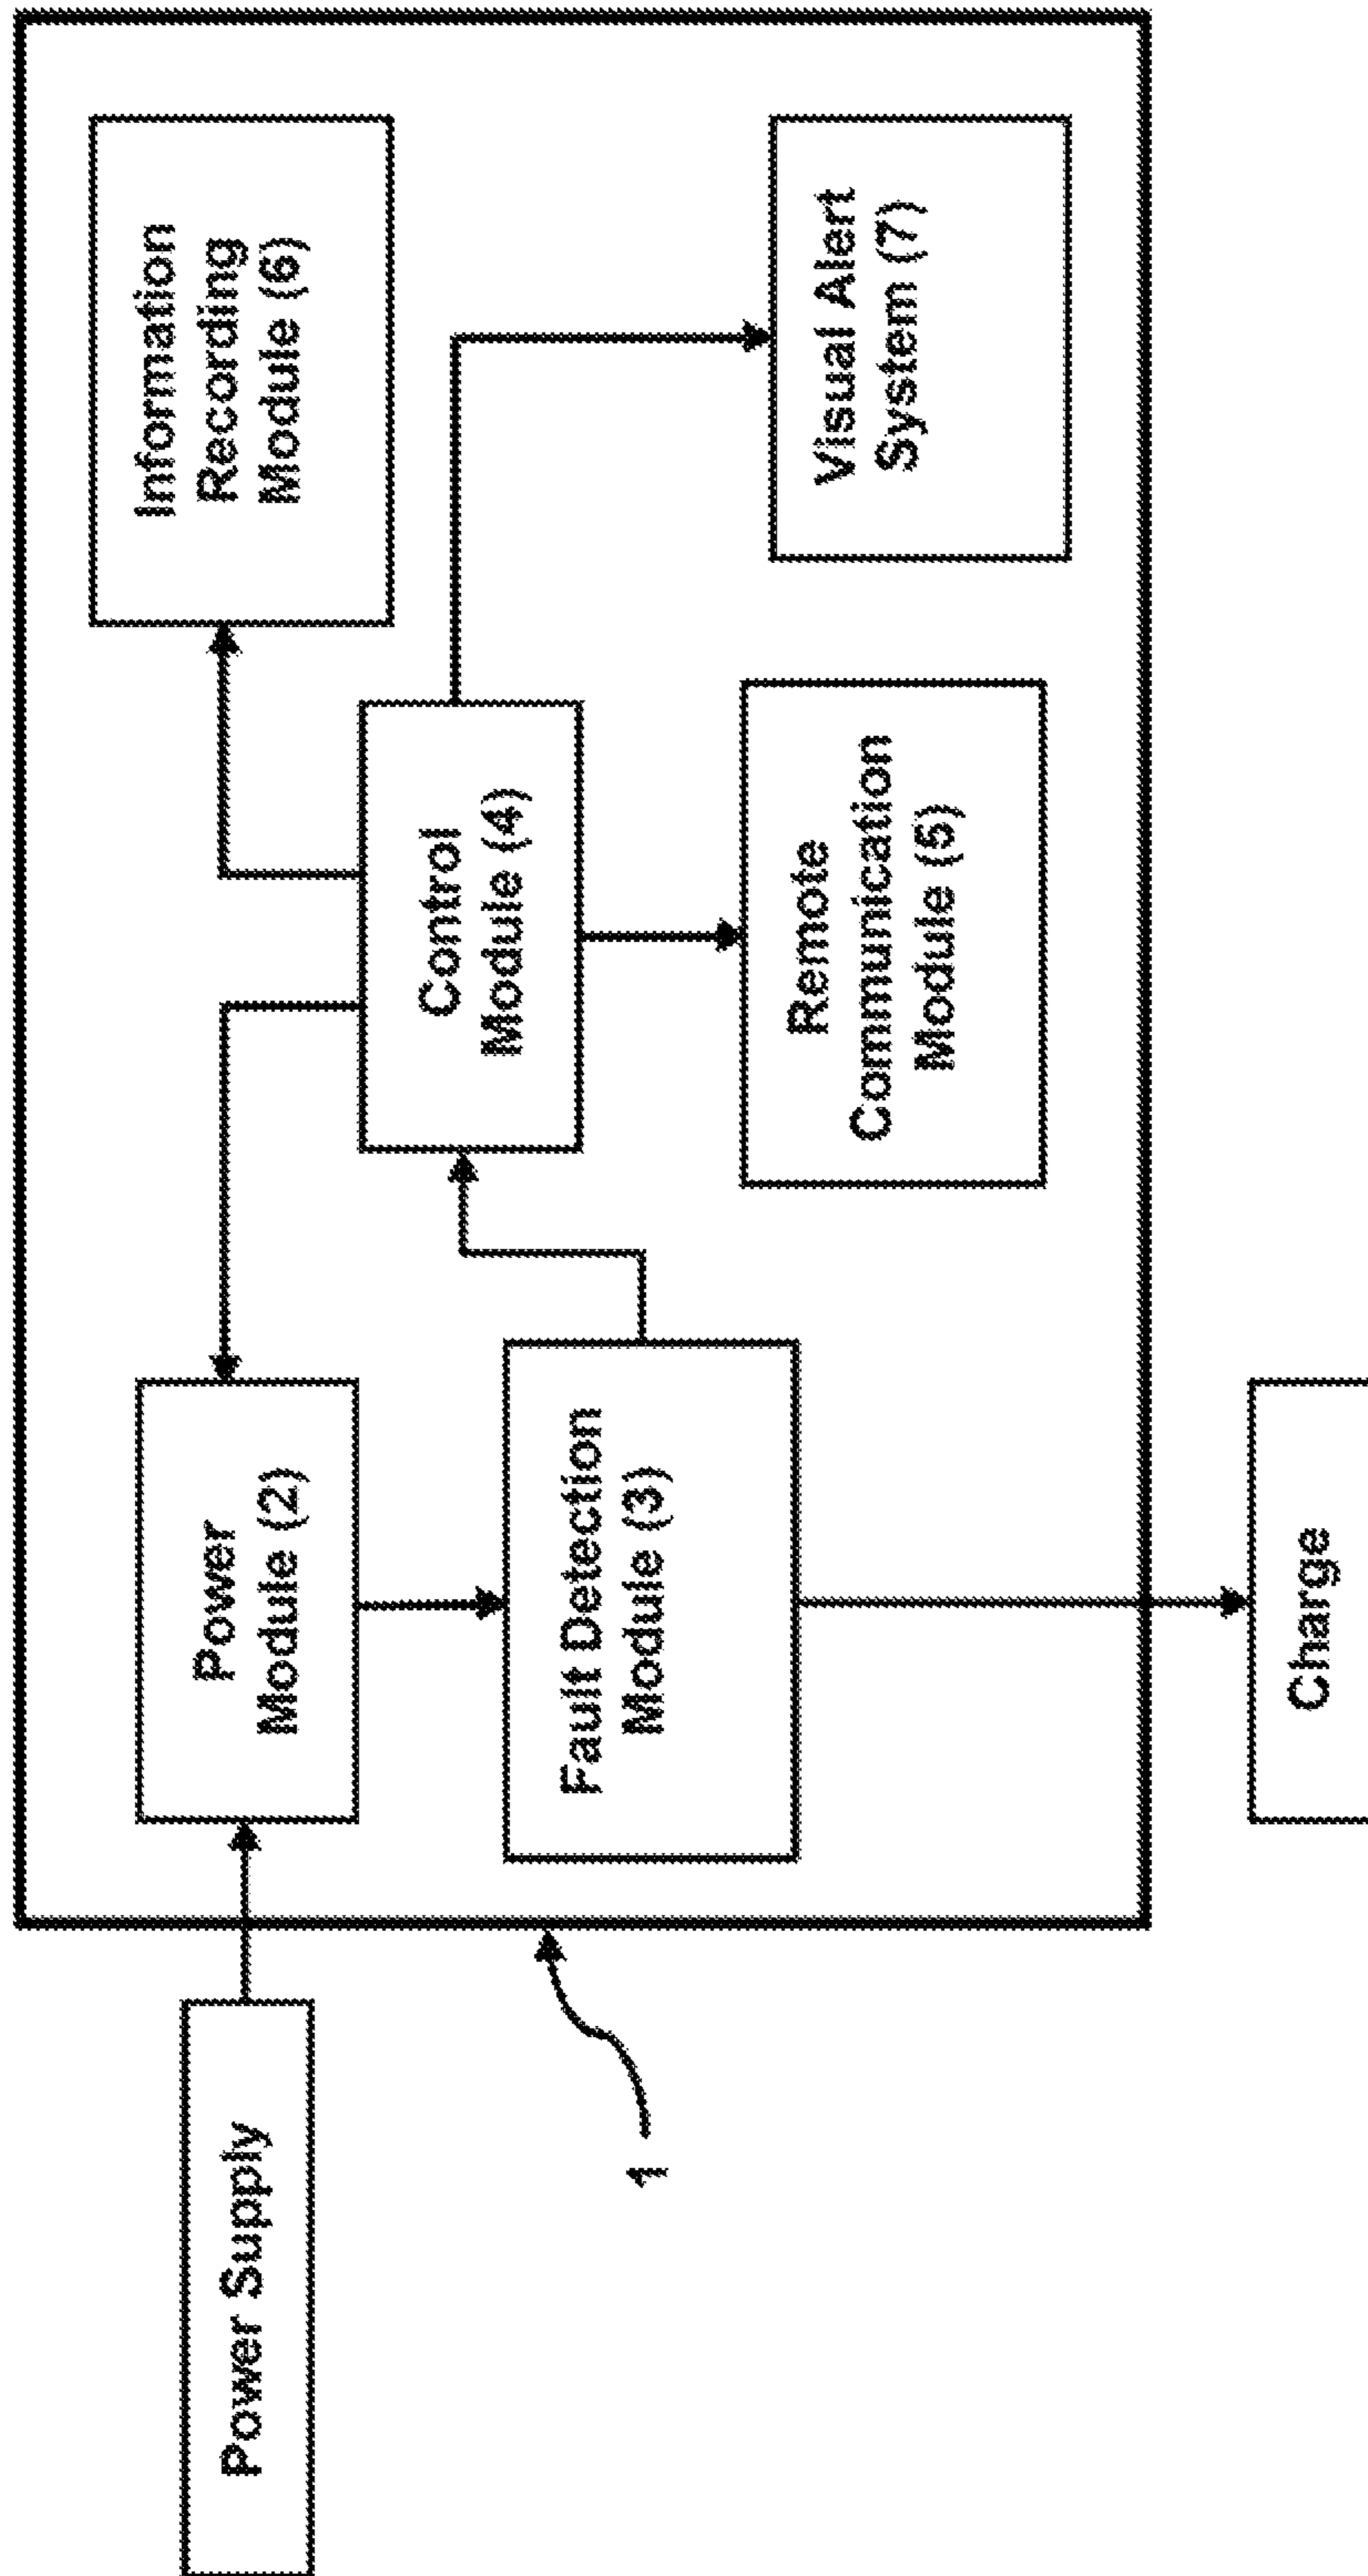 Power Supply
1
Power
Module (2)
Fault Detection
Module (3)
Charge
Control
Module (4)
Remote
Communication
Module (5)
Information
Recording
Module (6)
Visual Alert
System (7)